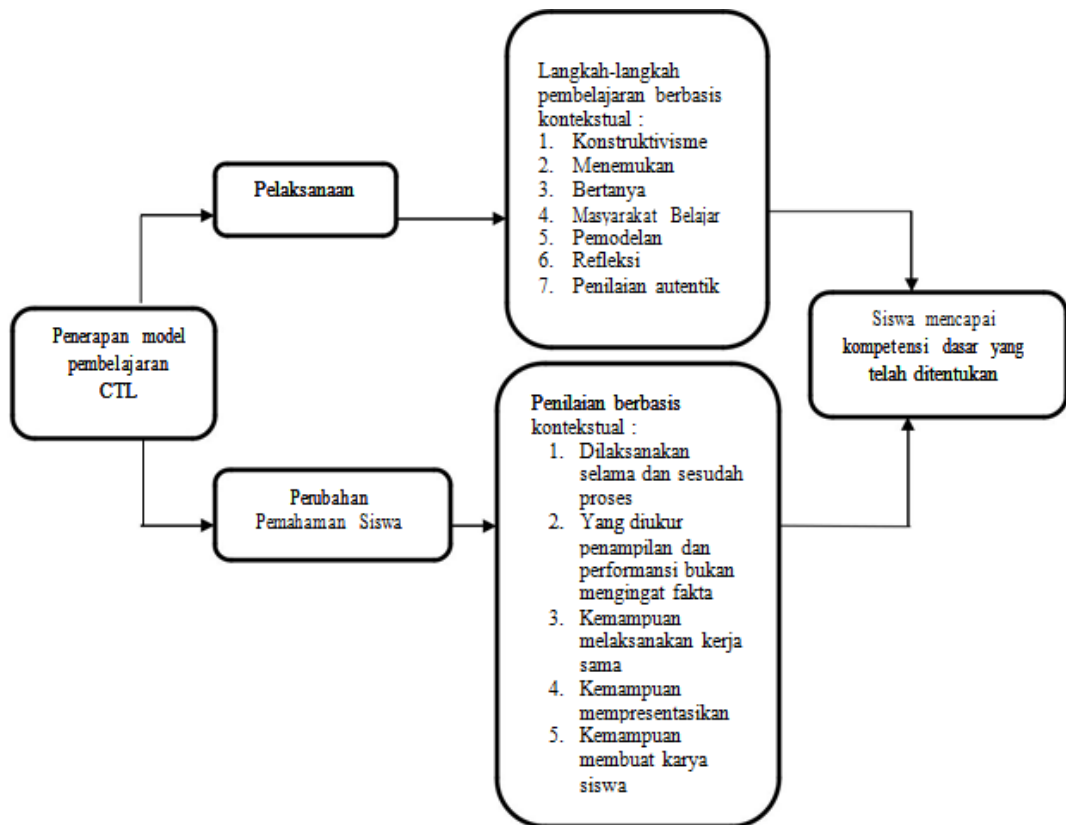 Penerapan model
pembelajaran
CTL
Pelaksanaan
Langkah-langkah
pembelajaran berbasis
kontekstual :
1. Konstruktivisme
2. Menemukan
3. Bertanya
4. Masyarakat Belajar
5. Pemodelan
6. Refleksi
7. Penilaian autentik
Perubahan
Pemahaman Siswa
Penilaian berbasis
kontekstual :
1. Dilaksanakan
selama dan sesudah
proses
2. Yang diukur
penampilan dan
performansi bukan
mengingat fakta
3. Kemampuan
melaksanakan kerja
sama
4. Kemampuan
mempresentasikan
5. Kemampuan
membuat karya
siswa
Siswa mencapai
kompetensi dasar yang
telah ditentukan